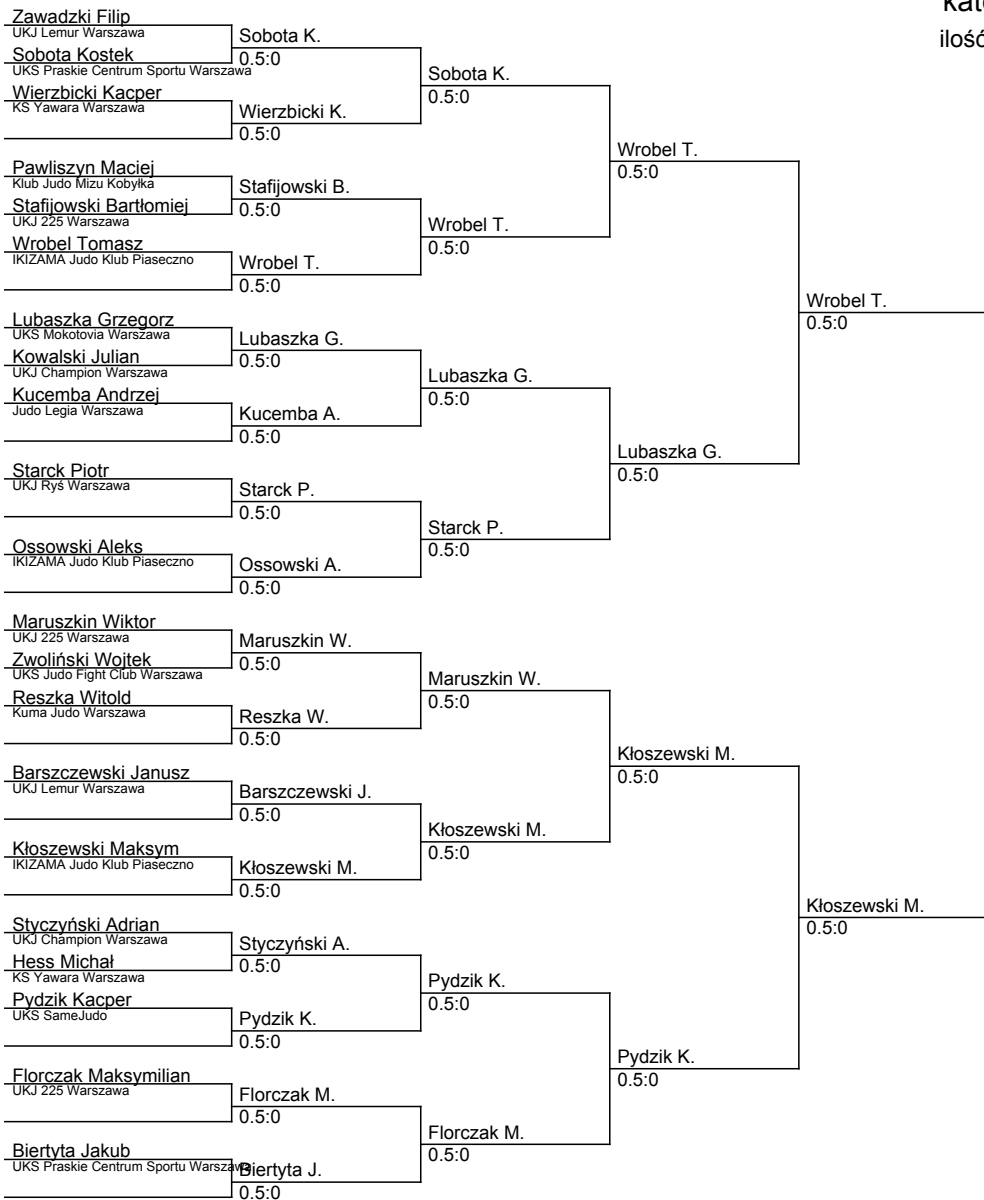 kate
ilość
Zawadzki Filip
UKJ Lemur Warszawa
Sobota Kostek
UKS Praskie Centrum Sportu Warszawa
Wierzbicki Kacper
KS Yawara Warszawa
Pawliszyn Maciej
Klub Judo Mizu Kobyłka
Stafijowski Bartłomiej
UKJ 225 Warszawa
Wrobel Tomasz
IKIZAMA Judo Klub Piaseczno
Lubaszka Grzegorz
UKS Mokotovia Warszawa
Kowalski Julian
UKJ Champion Warszawa
Kucemba Andrzej
Judo Legia Warszawa
Starck Piotr
UKJ Ryś Warszawa
Ossowski Aleks
IKIZAMA Judo Klub Piaseczno
Maruszkin Wiktor
UKJ 225 Warszawa
Zwoliński Wojtek
UKS Judo Fight Club Warszawa
Reszka Witold
Kuma Judo Warszawa
Barszczewski Janusz
UKJ Lemur Warszawa
Kłoszewski Maksym
IKIZAMA Judo Klub Piaseczno
Styczyński Adrian
UKJ Champion Warszawa
Hess Michał
KS Yawara Warszawa
Pydzik Kacper
UKS SameJudo
Florczak Maksymilian
UKJ 225 Warszawa
Biertyta Jakub
UKS Praskie Centrum Sportu Warszawa
Sobota K.
0.5:0
Wierzbicki K.
0.5:0
Stafijowski B.
0.5:0
Wrobel T.
0.5:0
Lubaszka G.
0.5:0
Kucemba A.
0.5:0
Starck P.
0.5:0
Ossowski A.
0.5:0
Maruszkin W.
0.5:0
Reszka W.
0.5:0
Barszczewski J.
0.5:0
Kłoszewski M.
0.5:0
Styczyński A.
0.5:0
Pydzik K.
0.5:0
Florczak M.
0.5:0
Biertyta J.
0.5:0
Sobota K.
0.5:0
Wrobel T.
0.5:0
Lubaszka G.
0.5:0
Starck P.
0.5:0
Maruszkin W.
0.5:0
Kłoszewski M.
0.5:0
Pydzik K.
0.5:0
Florczak M.
0.5:0
Wrobel T.
0.5:0
Lubaszka G.
0.5:0
Kłoszewski M.
0.5:0
Pydzik K.
0.5:0
Wrobel T.
0.5:0
Kłoszewski M.
0.5:0